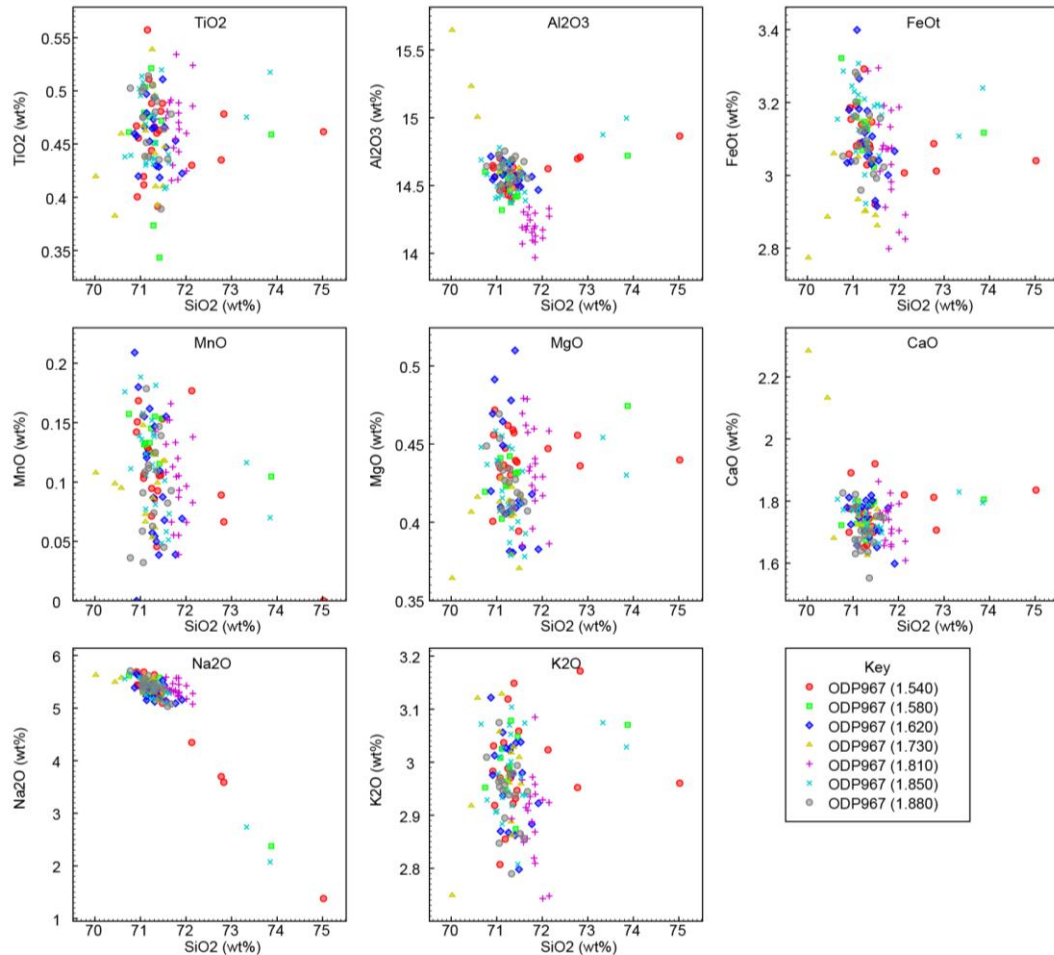 TiO2
TiO2 (wt%)
0.55
0.5
0.45
0.4
0.35
70 71 72 73 74 75
SiO2 (wt%)
Al2O3
Al2O3 (wt%)
15.5
15
14.5
14
70 71 72 73 74 75
SiO2 (wt%)
FeOt
FeOt (wt%)
3.4
3.2
3
2.8
70 71 72 73 74 75
SiO2 (wt%)
MnO
MnO (wt%)
0.2
0.15
0.1
0.05
0
70 71 72 73 74 75
SiO2 (wt%)
MgO
MgO (wt%)
0.5
0.45
0.4
0.35
70 71 72 73 74 75
SiO2 (wt%)
CaO
CaO (wt%)
2.2
2
1.8
1.6
70 71 72 73 74 75
SiO2 (wt%)
Na2O
Na2O (wt%)
6
5
4
3
2
1
70 71 72 73 74 75
SiO2 (wt%)
K2O
K2O (wt%)
3.2
3.1
3
2.9
2.8
70 71 72 73 74 75
SiO2 (wt%)
Key
ODP967 (1.540)
ODP967 (1.580)
ODP967 (1.620)
ODP967 (1.730)
ODP967 (1.810)
ODP967 (1.850)
ODP967 (1.880)